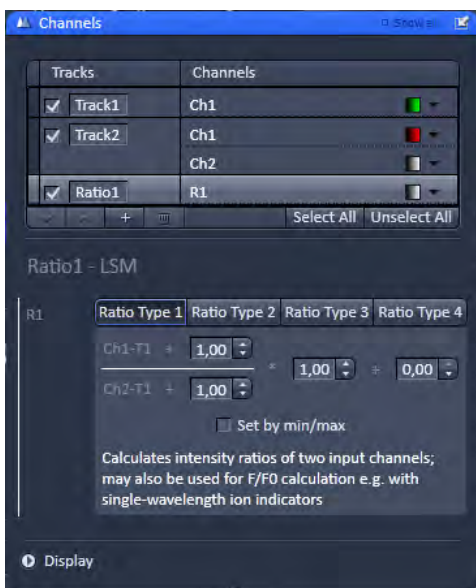 Channels Show all
Tracks Channels
Track1 Ch1
Track2 Ch1
Ch2
Ratio1 R1
+ Select All Unselect All
Ratio1 - LSM
R1 Ratio Type 1 Ratio Type 2 Ratio Type 3 Ratio Type 4
Ch1-T1 + 1,00
* 1,00 + 0,00
Ch2-T1 + 1,00
Set by min/max
Calculates intensity ratios of two input channels;
may also be used for F/F0 calculation e.g. with
single-wavelength ion indicators
Display